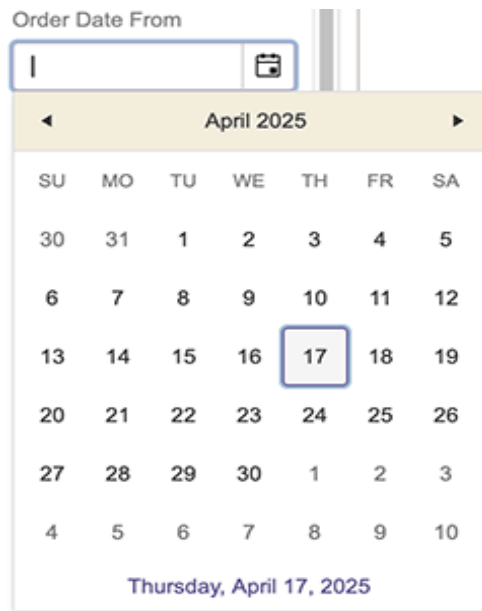 Order Date From
April 2025
SU MO TU WE TH FR SA
30 31 1 2 3 4 5
6 7 8 9 10 11 12
13 14 15 16 17 18 19
20 21 22 23 24 25 26
27 28 29 30 1 2 3
4 5 6 7 8 9 10
Thursday, April 17, 2025